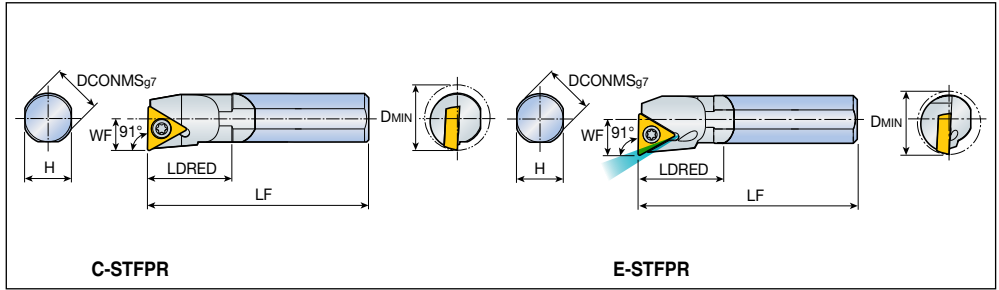 DCONMSg7
WF
91°
H
LDRED
LF
DMIN
C-STFPR
DCONMSg7
WF
91°
H
LDRED
LF
DMIN
E-STFPR